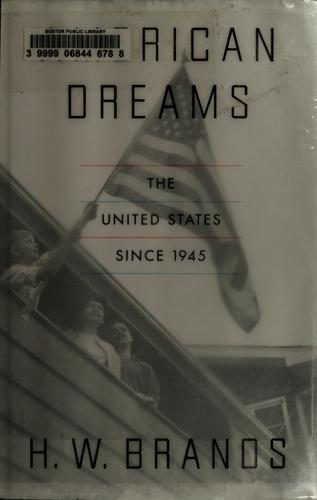 BOSTON PUBLIC LIBRARY
3 9999 06844 678 8
RICAN
DREAMS
THE
UNITED STATES
SINCE 1945
H. W. BRANDS